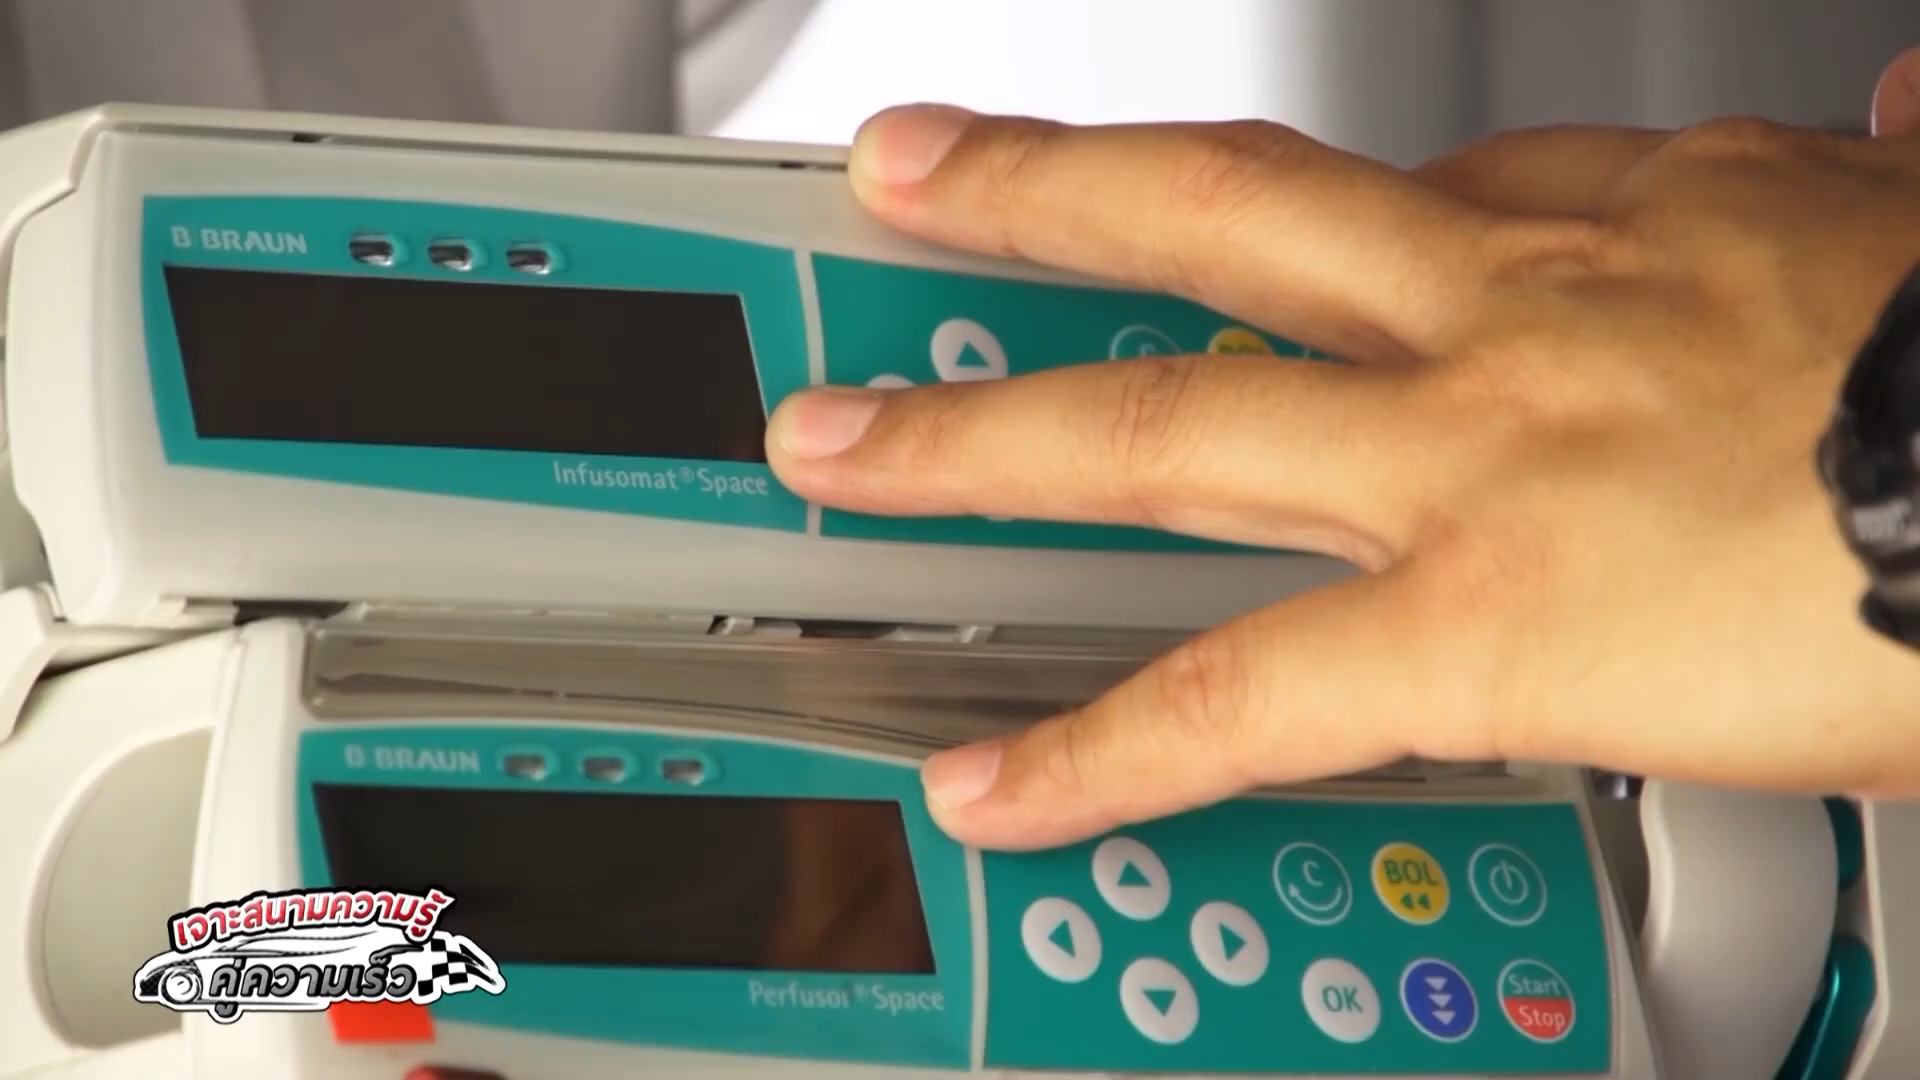 B BRAUN
C
Infusomat® Space
B BRAUN
C
BOL
Perfusor® Space
OK
Start
Stop
เจาะสนามความรู้
คู่ความเร็ว